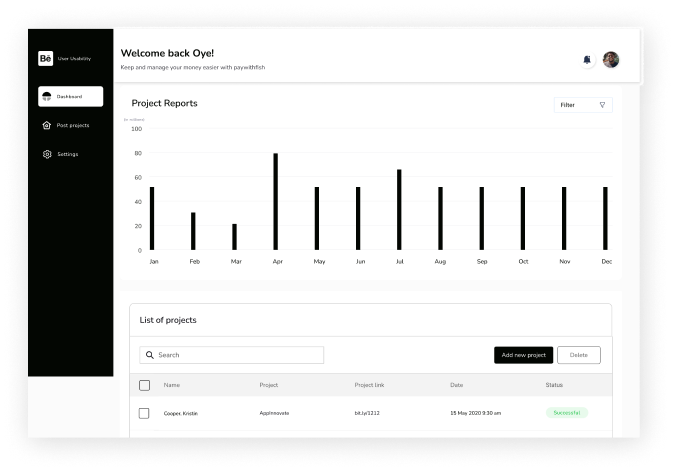 Bē User Usability
Dashboard
Post projects
Settings
Welcome back Oye!
Keep and manage your money easier with paywithfish
Project Reports
Filter
(in millions)
100
80
60
40
20
0
Jan Feb Mar Apr May Jun Jul Aug Sep Oct Nov Dec
List of projects
Search
Add new project Delete
Name Project Project link Date Status
Cooper, Kristin AppInnovate bit.ly/1212 15 May 2020 9:30 am Successful